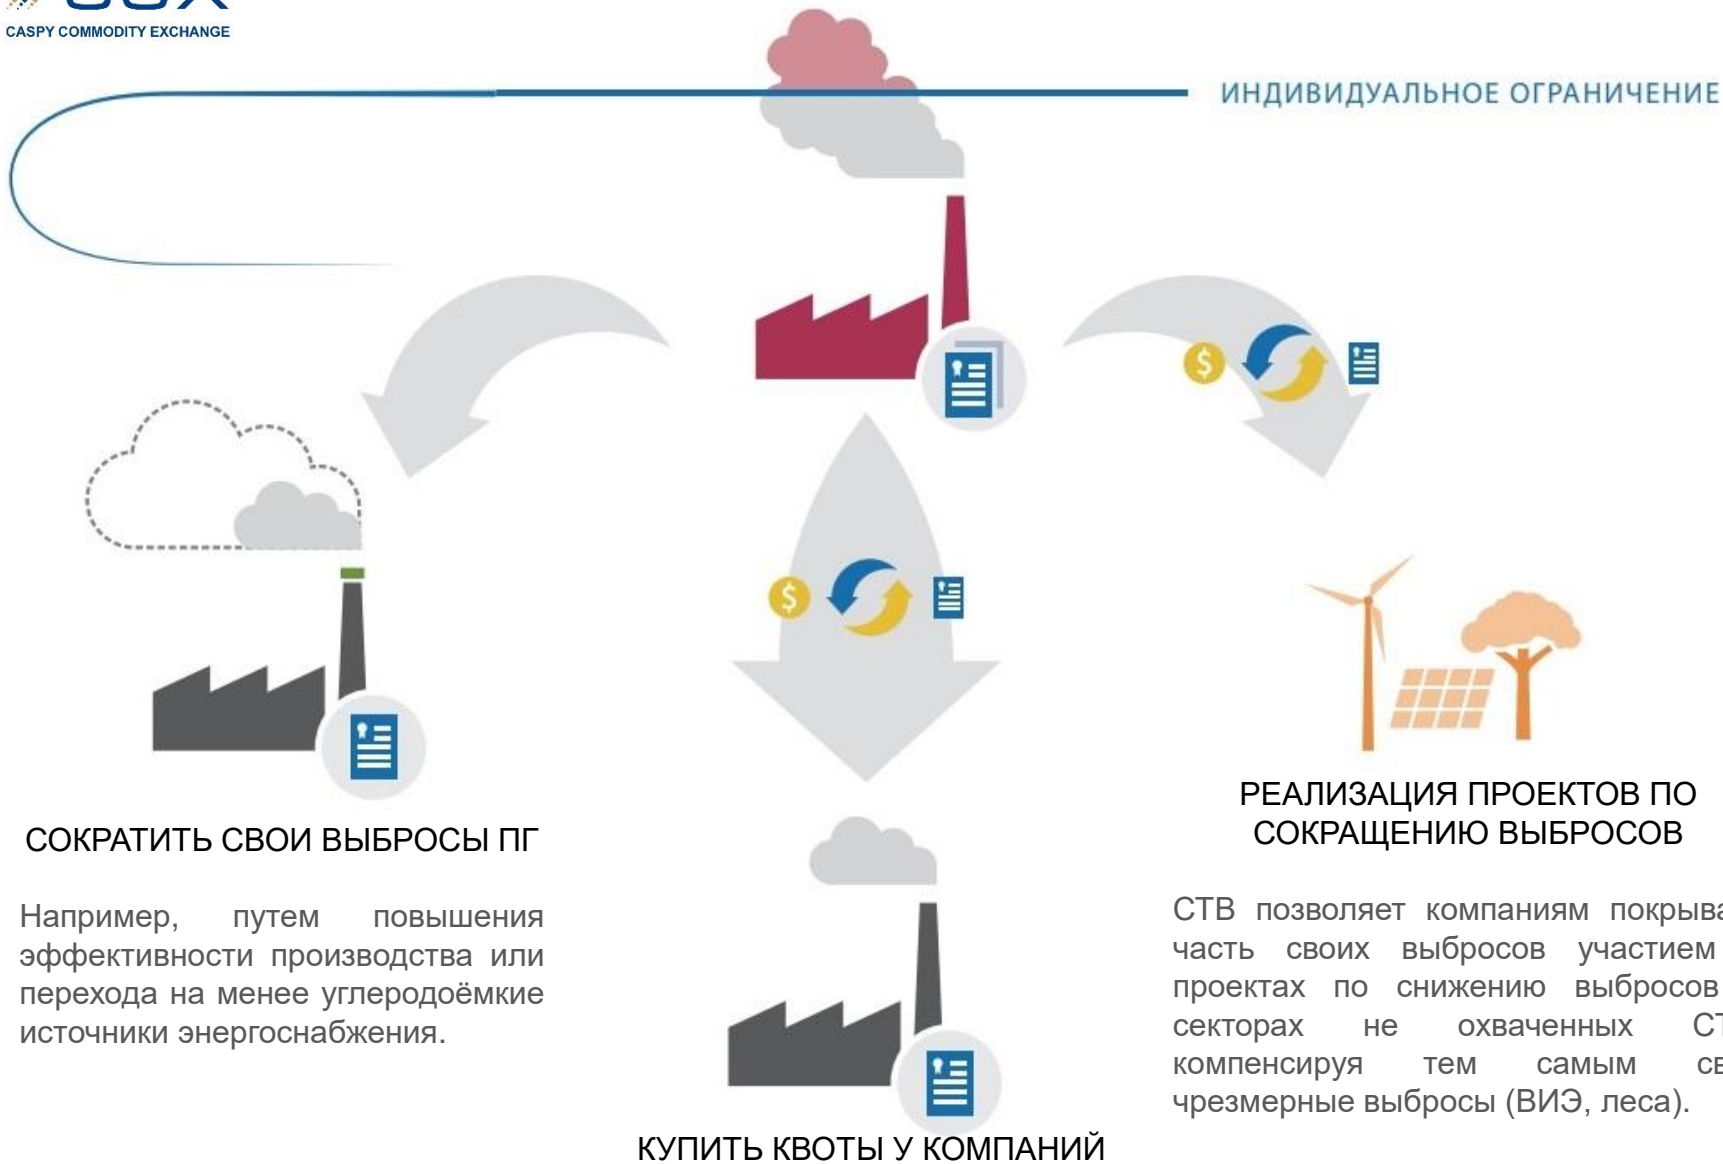 CCX
CASPY COMMODITY EXCHANGE
ИНДИВИДУАЛЬНОЕ ОГРАНИЧЕНИЕ
СОКРАТИТЬ СВОИ ВЫБРОСЫ ПГ
Например, путем повышения
эффективности производства или
перехода на менее углеродоёмкие
источники энергоснабжения.
КУПИТЬ КВОТЫ У КОМПАНИЙ
РЕАЛИЗАЦИЯ ПРОЕКТОВ ПО
СОКРАЩЕНИЮ ВЫБРОСОВ
СТВ позволяет компаниям
часть своих выбросов участием
проектах по снижению выбросов
секторах не охваченных
компенсируя тем самым
чрезмерные выбросы (ВИЭ, леса).